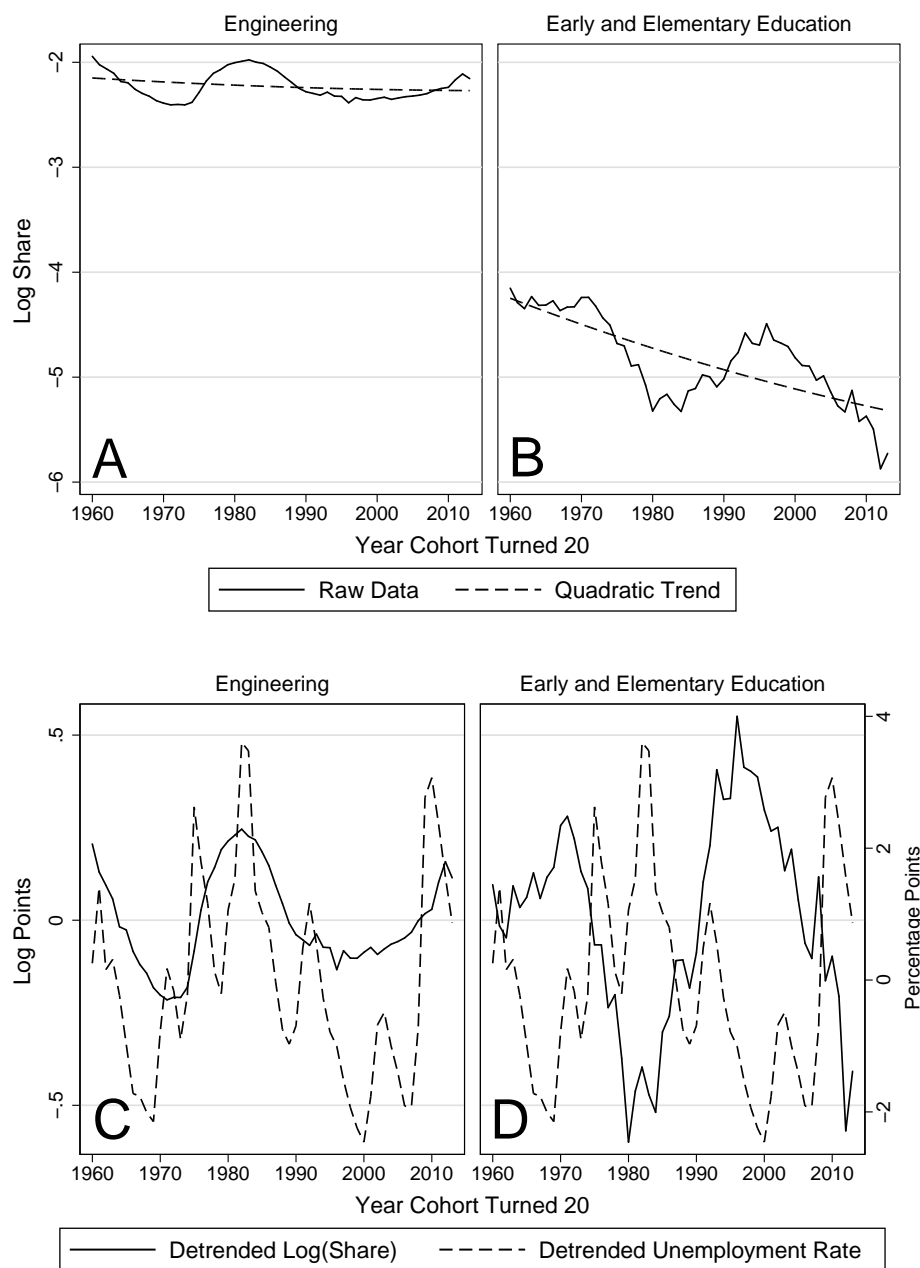 Engineering
Early and Elementary Education
Log Share
−2
−3
−4
−5
−6
A
B
1960 1970 1980 1990 2000 2010
1960 1970 1980 1990 2000 2010
Year Cohort Turned 20
Raw Data
Quadratic Trend
Engineering
Early and Elementary Education
Log Points
.5
0
−.5
C
D
4
2
0
−2
Percentage Points
1960 1970 1980 1990 2000 2010
1960 1970 1980 1990 2000 2010
Year Cohort Turned 20
Detrended Log(Share)
Detrended Unemployment Rate